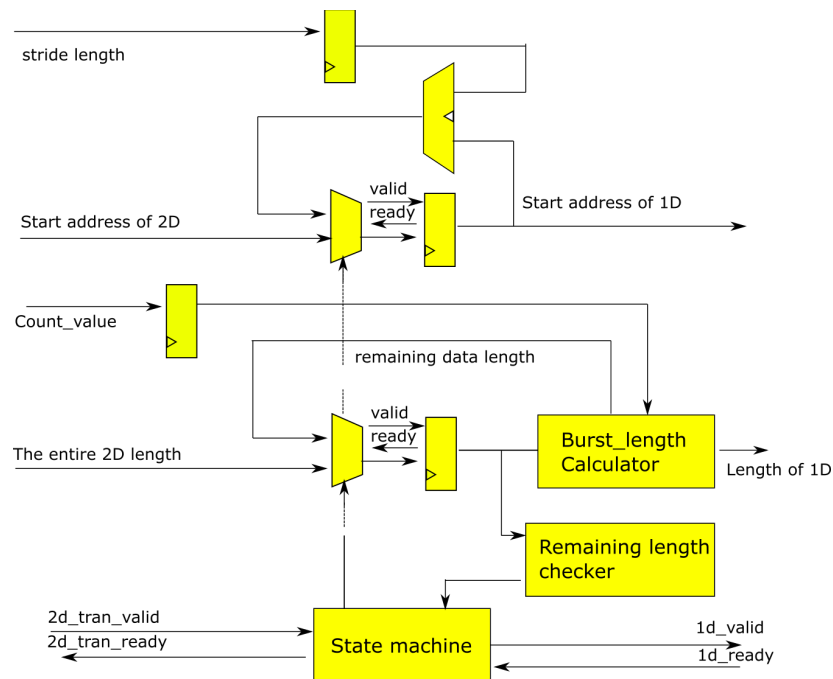 stride length
valid
ready
Start address of 2D
Start address of 1D
Count_value
remaining data length
valid
ready
The entire 2D length
Burst_length
Calculator
Length of 1D
Remaining length
checker
2d_tran_valid
2d_tran_ready
State machine
1d_valid
1d_ready